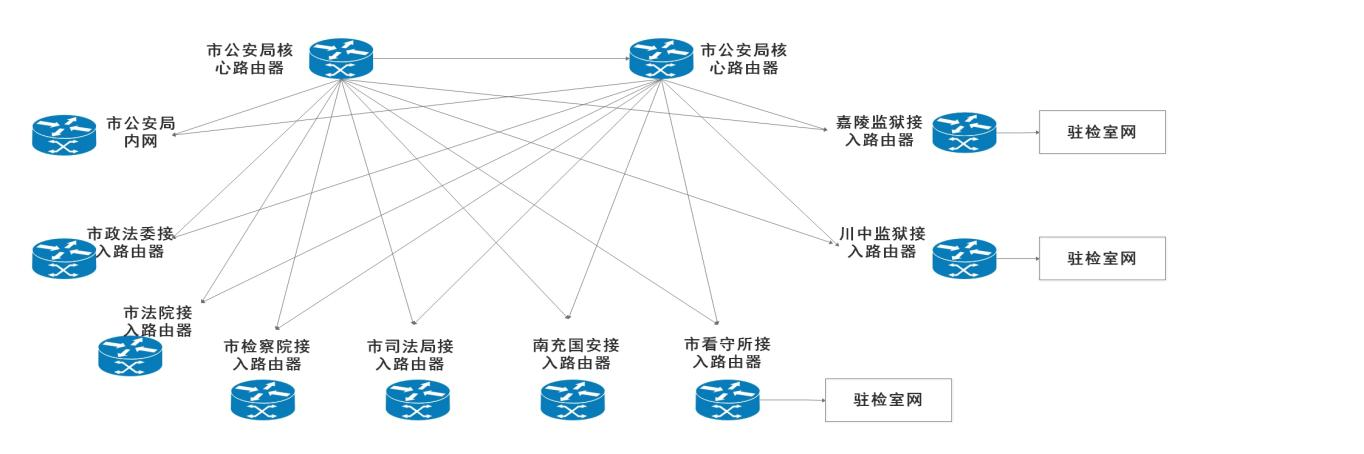 市公安局核
心路由器
市公安局核
心路由器
市公安局
内网
嘉陵监狱接
入路由器
驻检室网
市政法委接
入路由器
川中监狱接
入路由器
驻检室网
市法院接
入路由器
市检察院接
入路由器
市司法局接
入路由器
南充国安接
入路由器
市看守所接
入路由器
驻检室网